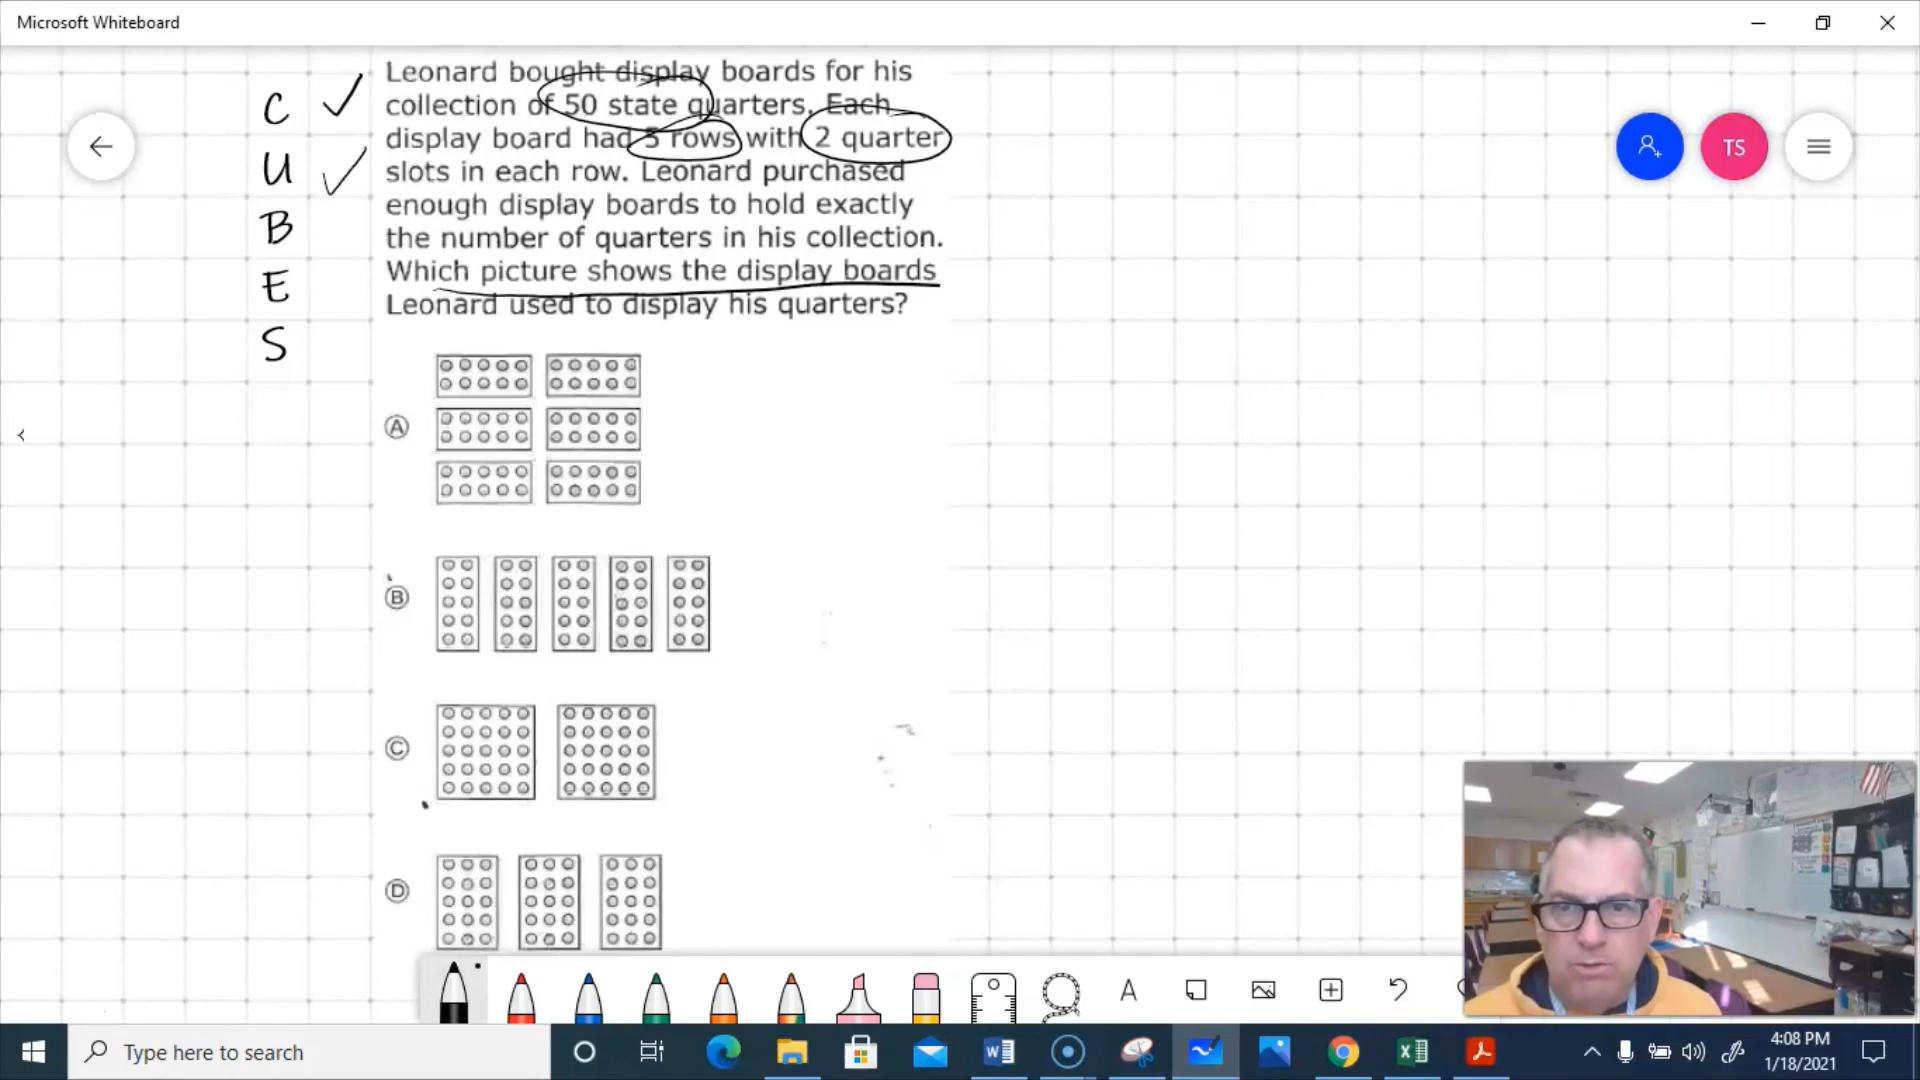 Microsoft Whiteboard
C
U
B
E
S
Leonard bought display boards for his
collection of 50 state quarters. Each
display board had 5 rows with 2 quarter
slots in each row. Leonard purchased
enough display boards to hold exactly
the number of quarters in his collection.
Which picture shows the display boards
Leonard used to display his quarters?
A
B
C
D
TS
A
Type here to search
4:08 PM
1/18/2021